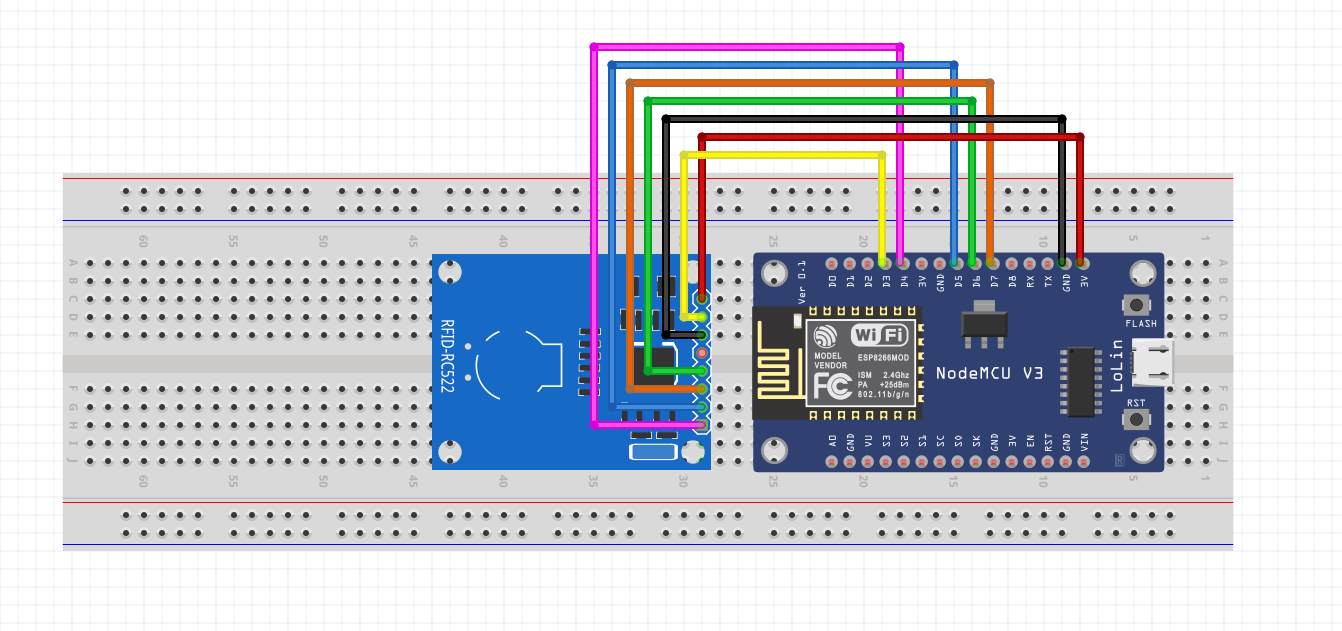 60 55 50 45 40 25 20 15 10 5 1
A A
B B
C C
D D
E E
F F
G G
H H
I I
J J
60 55 50 45 40 35 30 25 20 15 10 5 1
RFID-RC522
Ver 0.1
D0 D1 D2 D3 D4 3V GND D5 D6 D7 D8 RX TX GND 3V
FLASH
WiFi
MODEL
VENDOR
ESP8266MOD
FC
ISM 2.4Ghz
PA +25dBm
802.11b/g/n
NodeMCU V3
LoLin
RST
A0 GND VU S3 S2 S1 SC S0 SK GND 3V EN RST GND VIN